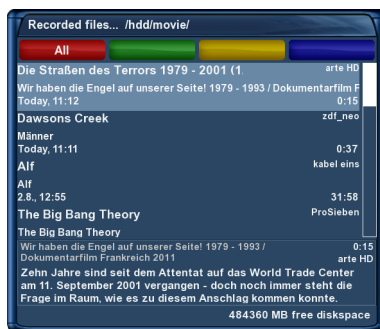 Recorded files... /hdd/movie/
All
Die Straßen des Terrors 1979 - 2001 (1. arte HD
Wir haben die Engel auf unserer Seite! 1979 - 1993 / Dokumentarfilm F
Today, 11:12 0:15
Dawsons Creek zdf_neo
Männer
Today, 11:11 0:37
Alf kabel eins
Alf
2.8., 12:55 31:58
The Big Bang Theory ProSieben
The Big Bang Theory
Wir haben die Engel auf unserer Seite! 1979 - 1993 / 0:15
Dokumentarfilm Frankreich 2011 arte HD
Zehn Jahre sind seit dem Attentat auf das World Trade Center
am 11. September 2001 vergangen - doch noch immer steht die
Frage im Raum, wie es zu diesem Anschlag kommen konnte.
484360 MB free diskspace